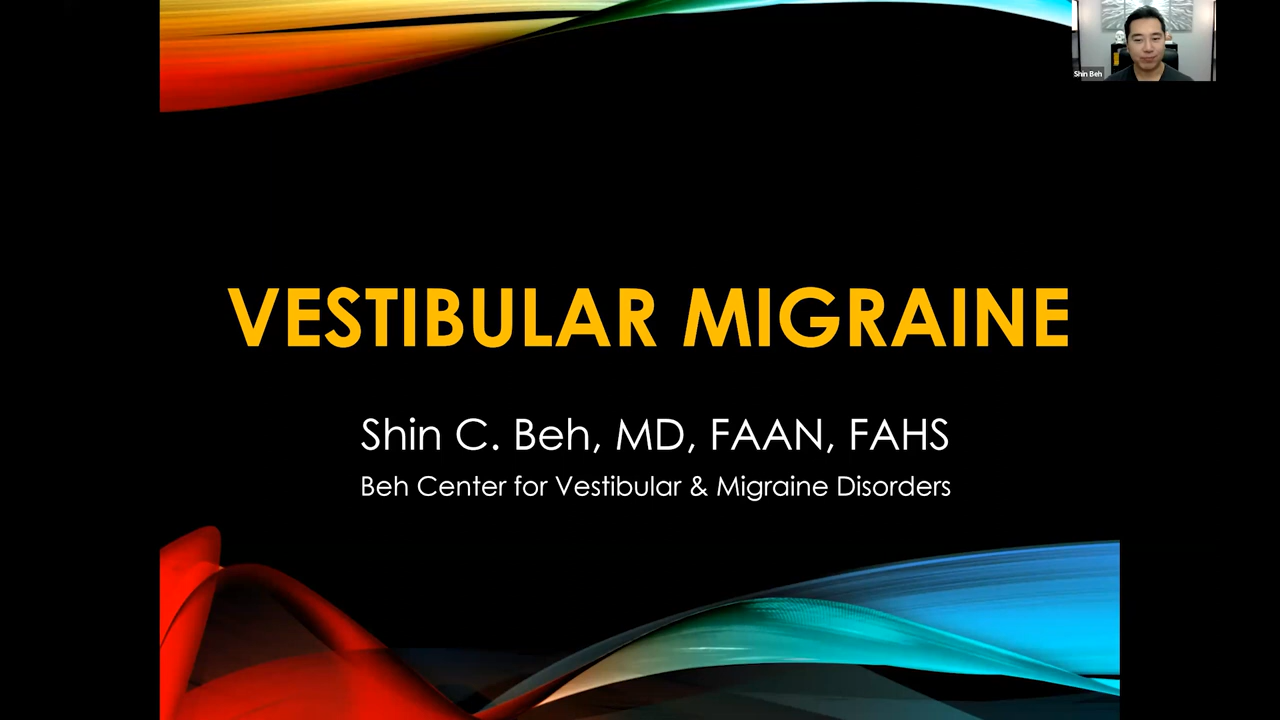 Shin Beh
VESTIBULAR MIGRAINE
Shin C. Beh, MD, FAAN, FAHS
Beh Center for Vestibular & Migraine Disorders